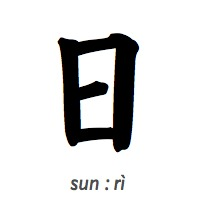 日
sun : rì